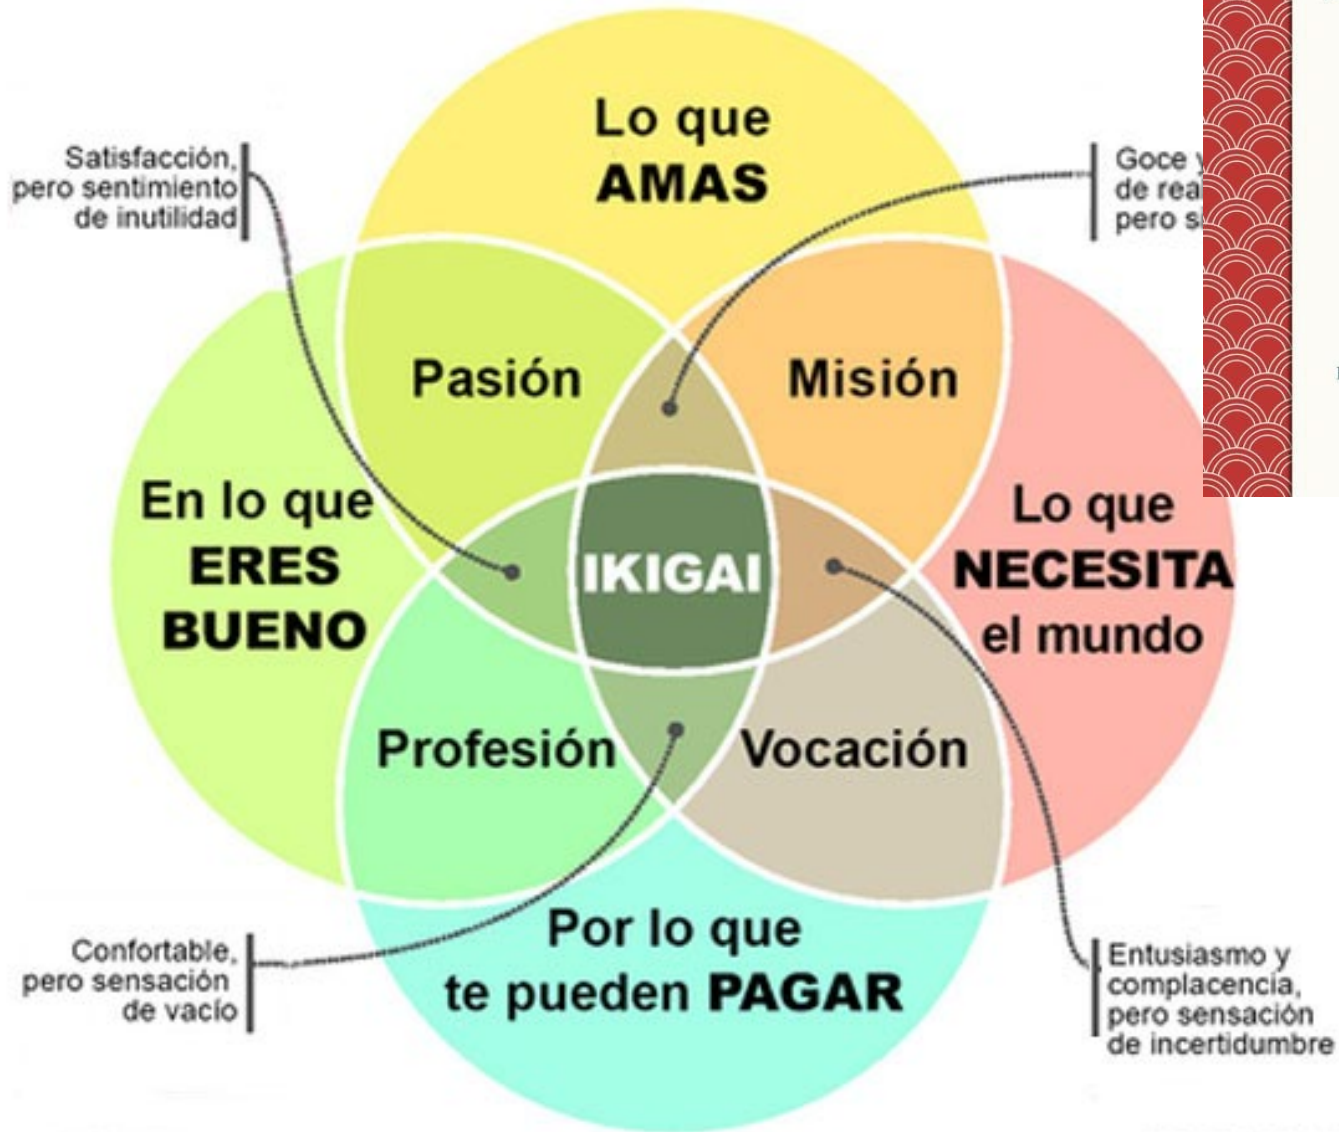 Lo que
AMAS
Satisfacción,
pero sentimiento
de inutilidad
Goce y
de
pero
Pasión
Misión
En lo que
ERES
BUENO
IKIGAI
Lo que
NECESITA
el mundo
Profesión
Vocación
Por lo que
te pueden PAGAR
Confortable,
pero sensación
de vacío
Entusiasmo y
complacencia,
pero sensación
de incertidumbre